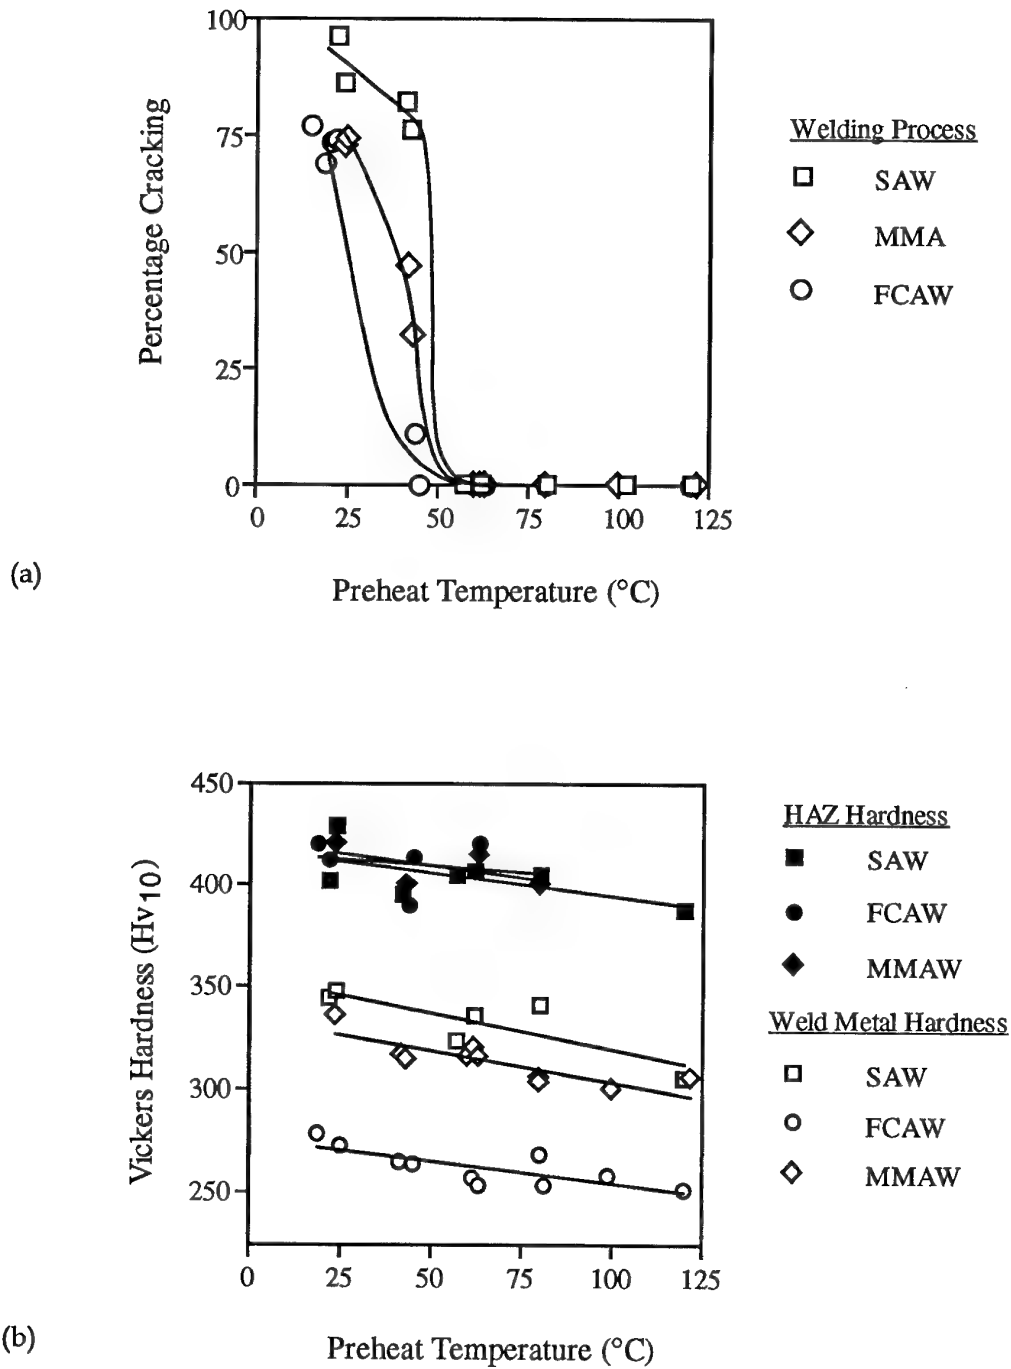 100
75
50
25
0
Percentage Cracking
0 25 50 75 100 125
Preheat Temperature (°C)
Welding Process
SAW
MMA
FCAW
(a)
450
400
350
300
250
Vickers Hardness (Hv10)
0 25 50 75 100 125
Preheat Temperature (°C)
HAZ Hardness
SAW
FCAW
MMAW
Weld Metal Hardness
SAW
FCAW
MMAW
(b)